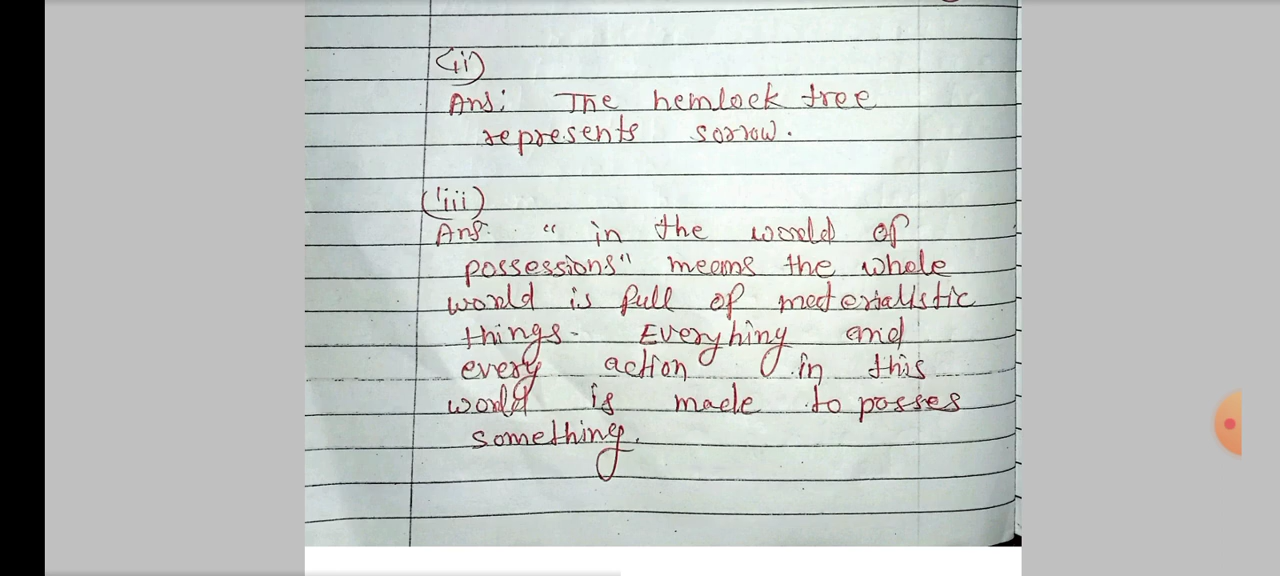 (ii)
Ans: The hemlock tree
represents sorrow.
(iii)
Ans: " in the world of
possessions" means the whole
world is full of materialistic
things. Everyhing and
every action in this
world is made to posses
something.